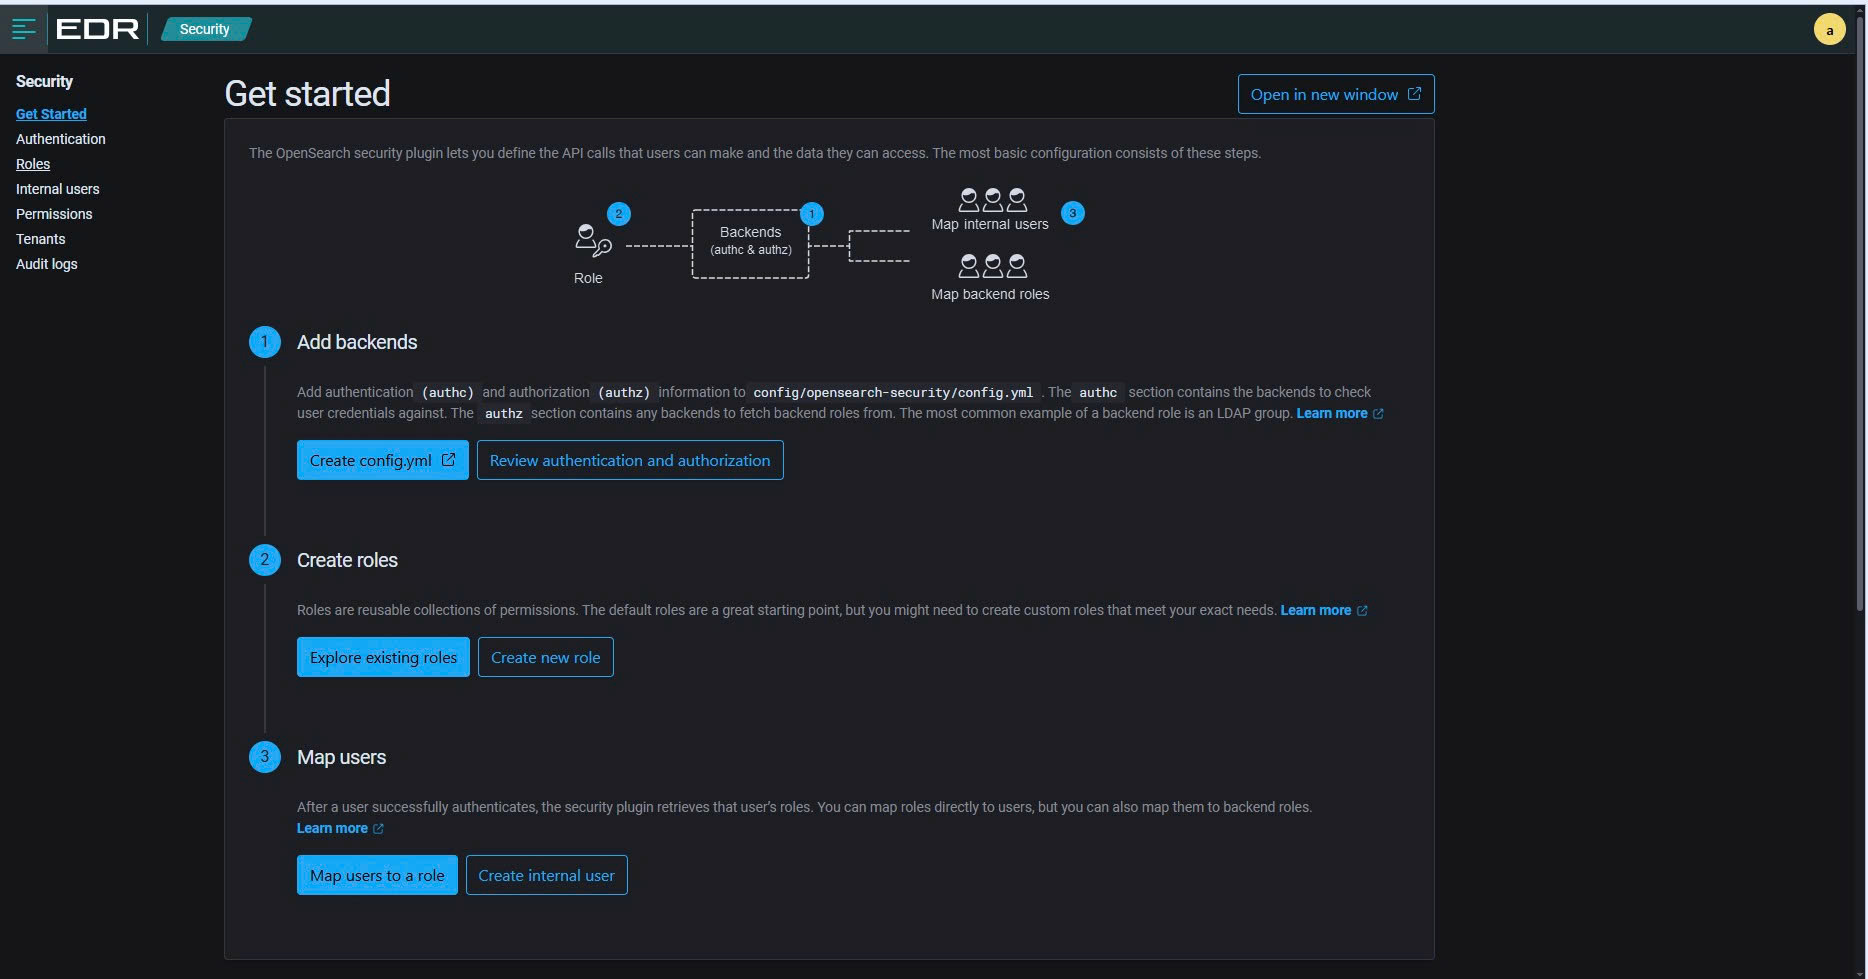 EDR
Security
a
Security
Get Started
Authentication
Roles
Internal users
Permissions
Tenants
Audit logs
Get started
Open in new window
The OpenSearch security plugin lets you define the API calls that users can make and the data they can access. The most basic configuration consists of these steps.
2
Role
1
Backends
(authc & authz)
Map internal users
3
Map backend roles
1 Add backends
Add authentication (authc) and authorization (authz) information to config/opensearch-security/config.yml . The authc section contains the backends to check
user credentials against. The authz section contains any backends to fetch backend roles from. The most common example of a backend role is an LDAP group. Learn more
Create config.yml Review authentication and authorization
2 Create roles
Roles are reusable collections of permissions. The default roles are a great starting point, but you might need to create custom roles that meet your exact needs. Learn more
Explore existing roles Create new role
3 Map users
After a user successfully authenticates, the security plugin retrieves that user's roles. You can map roles directly to users, but you can also map them to backend roles.
Learn more
Map users to a role Create internal user